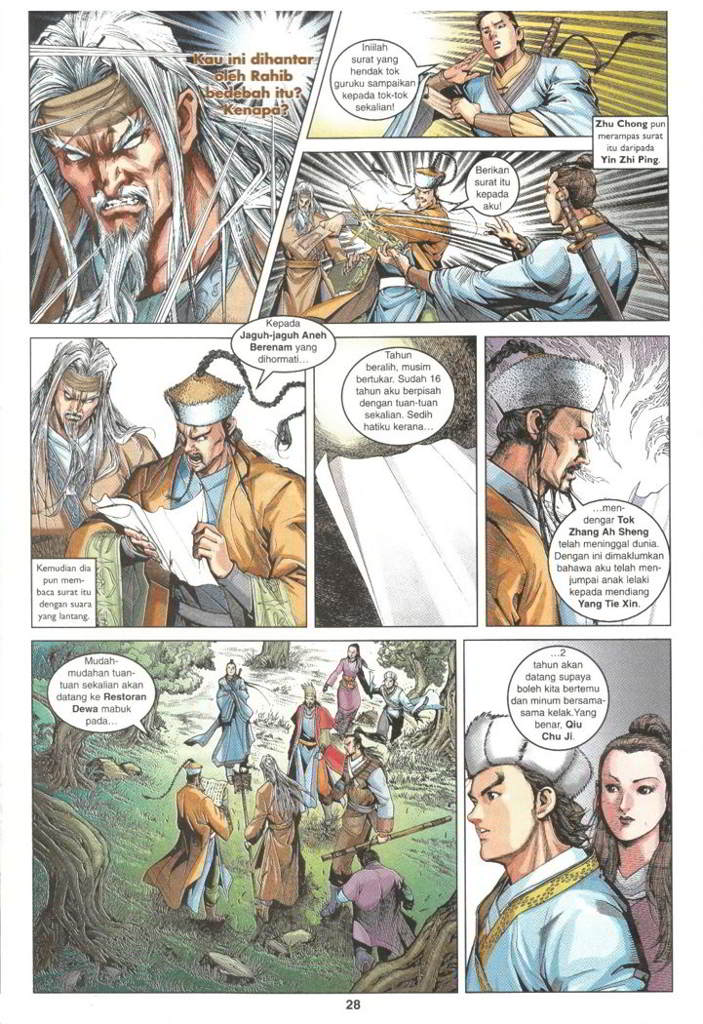 Kau ini dihantar
oleh Rahib
bedebah itu?
Kenapa?
Iniilah
surat yang
hendak tok
guruku sampaikan
kepada tok-tok
sekalian!
Zhu Chong pun
merampas surat
itu daripada
Yin Zhi Ping.
Berikan
surat itu
kepada
aku!
Kepada
Jaguh-jaguh Aneh
Berenam yang
dihormati...
Kemudian dia
pun mem-
baca surat itu
dengan suara
yang lantang.
Tahun
beralih, musim
bertukar. Sudah 16
tahun aku berpisah
dengan tuan-tuan
sekalian. Sedih
hatiku kerana...
...men-
dengar Tok
Zhang Ah Sheng
telah meninggal dunia.
Dengan ini dimaklumkan
bahawa aku telah men-
jumpai anak lelaki
kepada mendiang
Yang Tie Xin.
Mudah-
mudahan tuan-
tuan sekalian akan
datang ke Restoran
Dewa mabuk
pada...
...2
tahun akan
datang supaya
boleh kita bertemu
dan minum bersama-
sama kelak.Yang
benar, Qiu
Chu Ji.
28